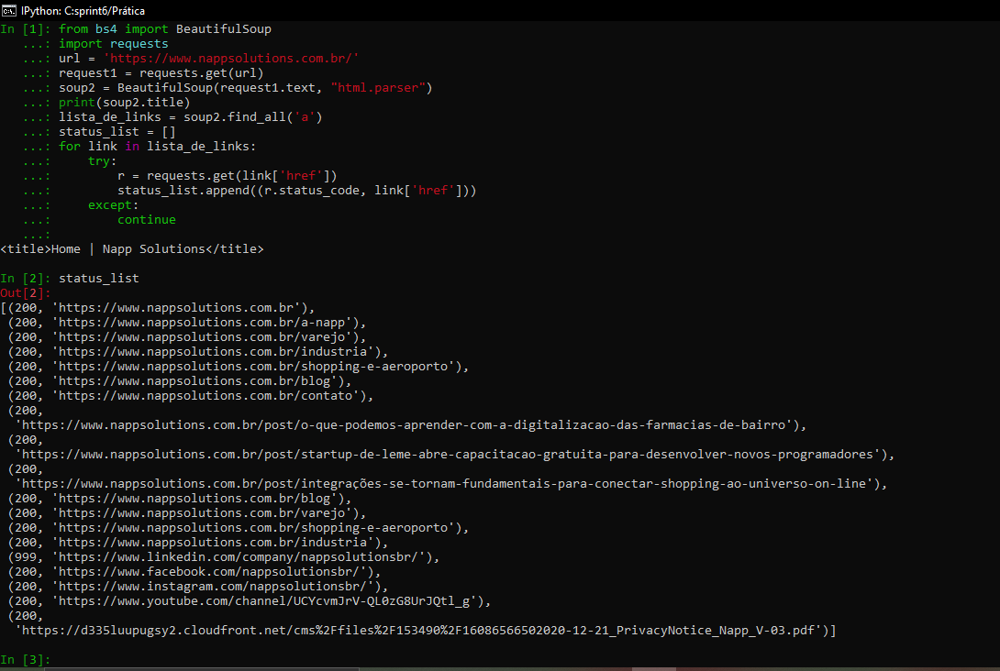 IPython: C:sprint6/Prática
In [1]: from bs4 import BeautifulSoup
   ...: import requests
   ...: url = 'https://www.nappsolutions.com.br/'
   ...: request1 = requests.get(url)
   ...: soup2 = BeautifulSoup(request1.text, "html.parser")
   ...: print(soup2.title)
   ...: lista_de_links = soup2.find_all('a')
   ...: status_list = []
   ...: for link in lista_de_links:
   ...:     try:
   ...:         r = requests.get(link['href'])
   ...:         status_list.append((r.status_code, link['href']))
   ...:     except:
   ...:         continue
   ...:
<title>Home | Napp Solutions</title>
In [2]: status_list
Out[2]:
[(200, 'https://www.nappsolutions.com.br'),
 (200, 'https://www.nappsolutions.com.br/a-napp'),
 (200, 'https://www.nappsolutions.com.br/varejo'),
 (200, 'https://www.nappsolutions.com.br/industria'),
 (200, 'https://www.nappsolutions.com.br/shopping-e-aeroporto'),
 (200, 'https://www.nappsolutions.com.br/blog'),
 (200, 'https://www.nappsolutions.com.br/contato'),
 (200,
  'https://www.nappsolutions.com.br/post/o-que-podemos-aprender-com-a-digitalizacao-das-farmacias-de-bairro'),
 (200,
  'https://www.nappsolutions.com.br/post/startup-de-leme-abre-capacitacao-gratuita-para-desenvolver-novos-programadores'),
 (200,
  'https://www.nappsolutions.com.br/post/integrações-se-tornam-fundamentais-para-conectar-shopping-ao-universo-on-line'),
 (200, 'https://www.nappsolutions.com.br/blog'),
 (200, 'https://www.nappsolutions.com.br/varejo'),
 (200, 'https://www.nappsolutions.com.br/shopping-e-aeroporto'),
 (200, 'https://www.nappsolutions.com.br/industria'),
 (999, 'https://www.linkedin.com/company/nappsolutionsbr/'),
 (200, 'https://www.facebook.com/nappsolutionsbr/'),
 (200, 'https://www.instagram.com/nappsolutionsbr/'),
 (200, 'https://www.youtube.com/channel/UCYcvmJrV-QL0zG8UrJQtl_g'),
 (200,
  'https://d335luupugsy2.cloudfront.net/cms%2Ffiles%2F153490%2F16086566502020-12-21_PrivacyNotice_Napp_V-03.pdf')]
In [3]: